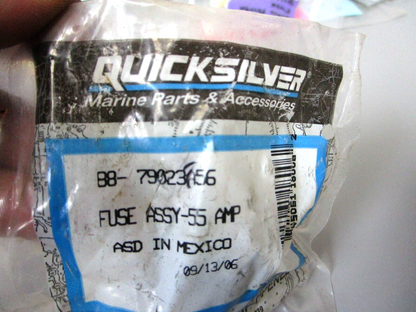 QUICKSILVER
Marine Parts & Accessories
FUSE ASSY-55 AMP
ASD IN MEXICO
09/13/06